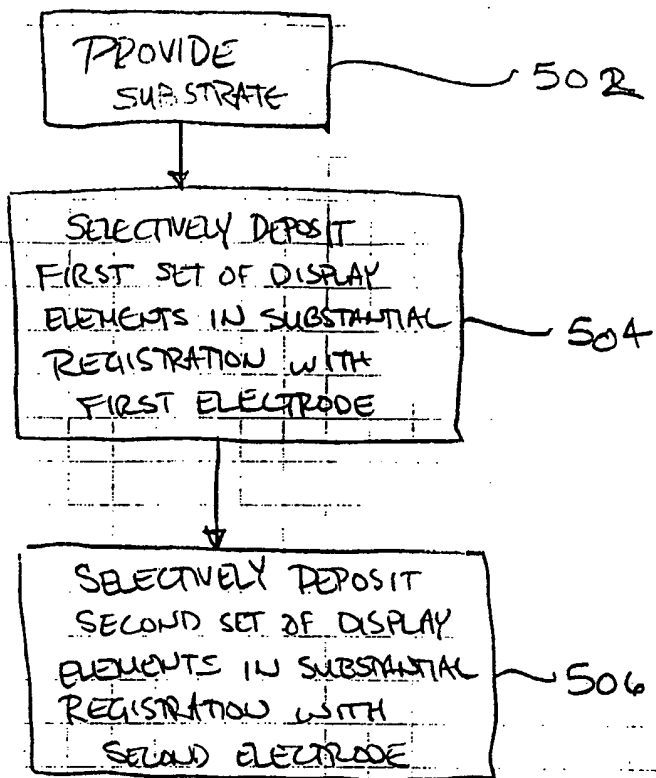 PROVIDE
SUBSTRATE
502
SELECTIVELY DEPOSIT
FIRST SET OF DISPLAY
ELEMENTS IN SUBSTANTIAL
REGISTRATION WITH
FIRST ELECTRODE
504
SELECTIVELY DEPOSIT
SECOND SET OF DISPLAY
ELEMENTS IN SUBSTANTIAL
REGISTRATION WITH
SECOND ELECTRODE
506